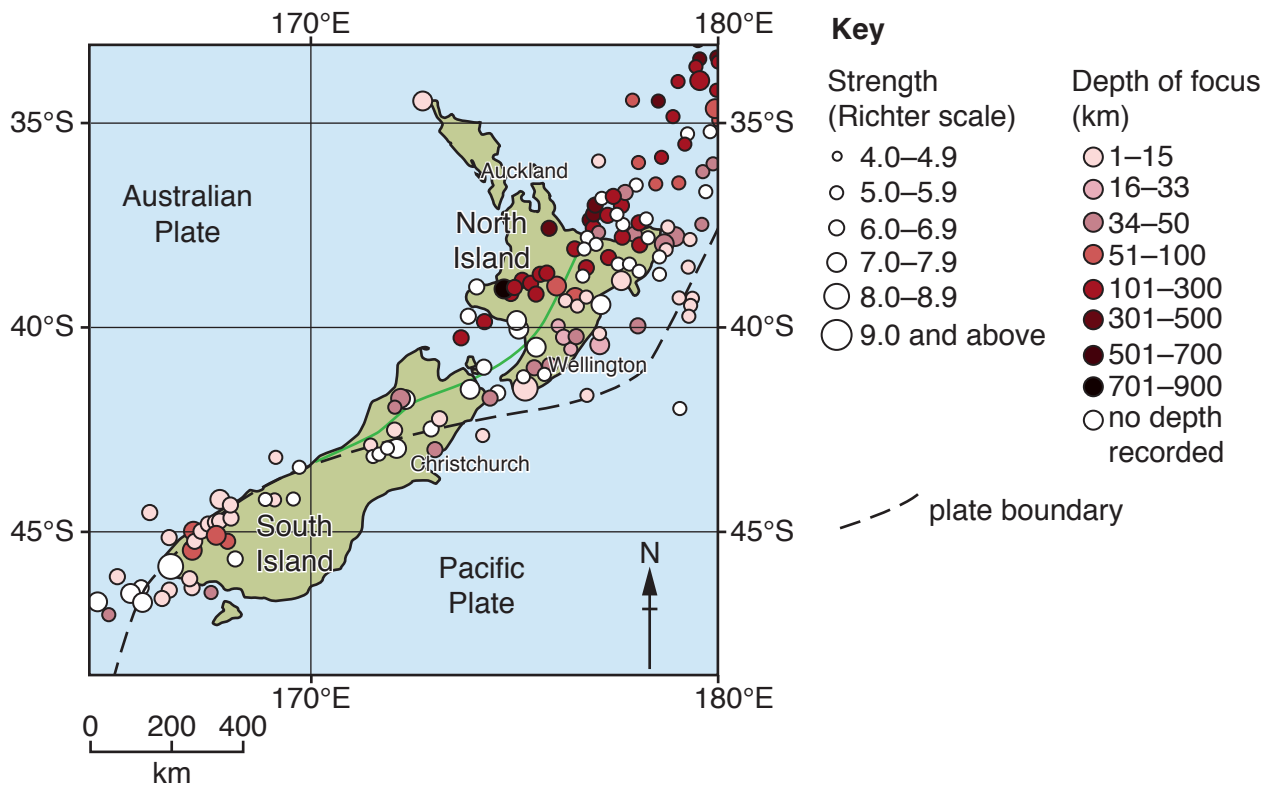 170°E
180°E
35°S
35°S
40°S
40°S
45°S
45°S
Australian
Plate
Auckland
North
Island
Wellington
Christchurch
South
Island
Pacific
Plate
N
170°E
180°E
0 200 400
km
Key
Strength
(Richter scale)
4.0–4.9
5.0–5.9
6.0–6.9
7.0–7.9
8.0–8.9
9.0 and above
Depth of focus
(km)
1–15
16–33
34–50
51–100
101–300
301–500
501–700
701–900
no depth
recorded
plate boundary